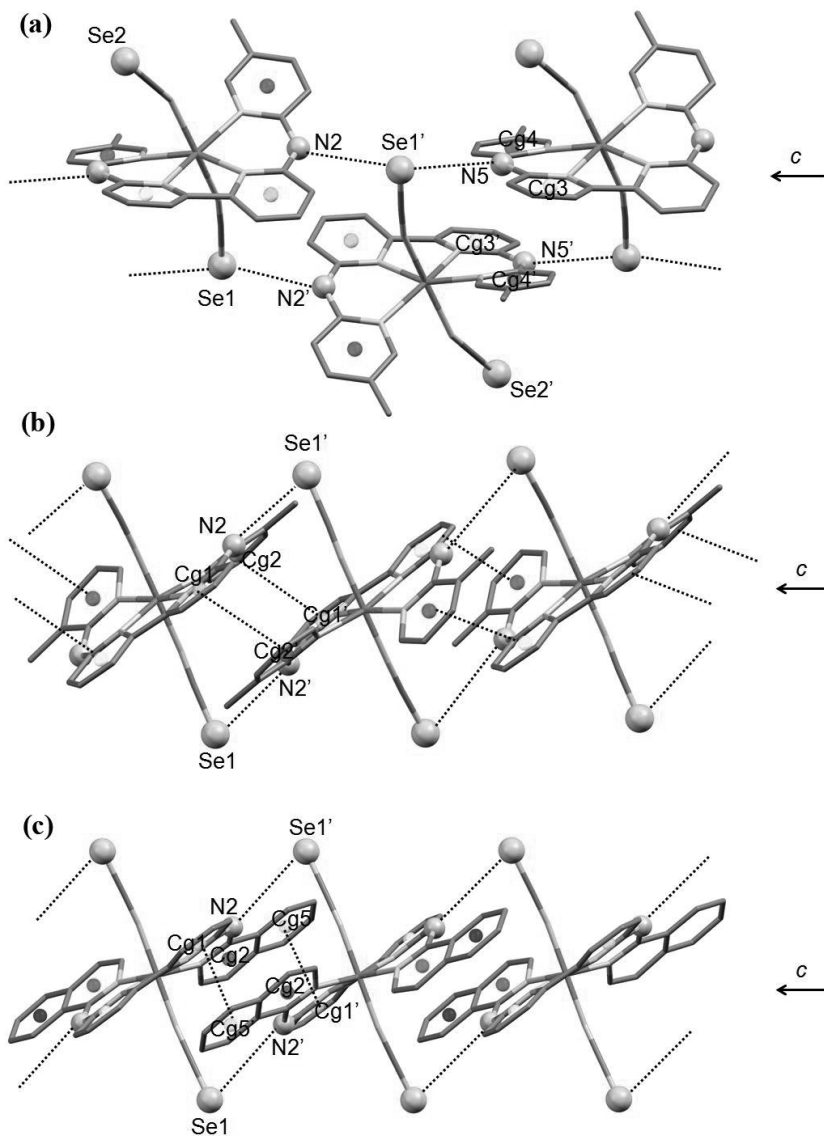 (a)
Se2
N2
Se1’
Cg4
N5
Cg3
c
Cg3’
N5’
Cg4’
Se1
N2’
Se2’
(b)
Se1’
N2
Cg2
Cg1
c
Cg1’
Cg2’
N2’
Se1
(c)
Se1’
N2
Cg5
Cg1
Cg2
c
Cg2’
Cg1’
Cg5
N2’
Se1